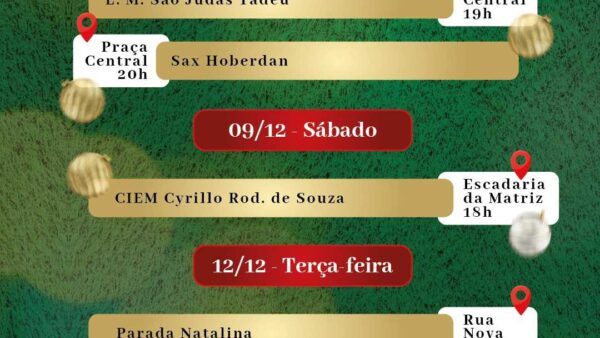 E. M. São Judas Tadeu
Central
19h
Praça
Central
20h
Sax Hoberdan
09/12 - Sábado
CIEM Cyrillo Rod. de Souza
Escadaria
da Matriz
18h
12/12 - Terça-feira
Parada Natalina
Rua
Nova